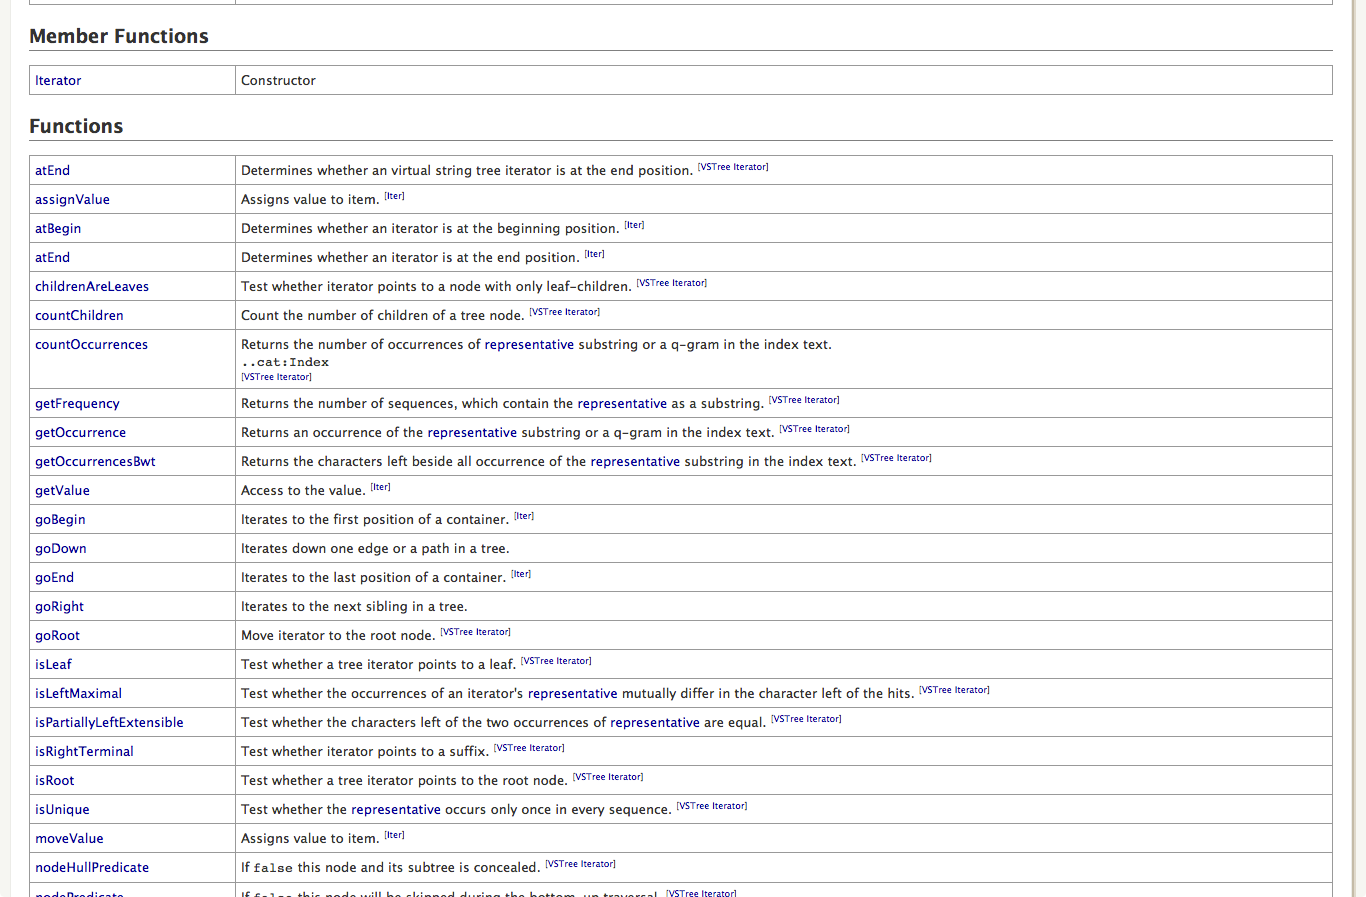 Member Functions
Iterator Constructor
Functions
atEnd Determines whether an virtual string tree iterator is at the end position. [VSTree Iterator]
assignValue Assigns value to item. [Iter]
atBegin Determines whether an iterator is at the beginning position. [Iter]
atEnd Determines whether an iterator is at the end position. [Iter]
childrenAreLeaves Test whether iterator points to a node with only leaf-children. [VSTree Iterator]
countChildren Count the number of children of a tree node. [VSTree Iterator]
countOccurrences Returns the number of occurrences of representative substring or a q-gram in the index text.
..cat:Index
[VSTree Iterator]
getFrequency Returns the number of sequences, which contain the representative as a substring. [VSTree Iterator]
getOccurrence Returns an occurrence of the representative substring or a q-gram in the index text. [VSTree Iterator]
getOccurrencesBwt Returns the characters left beside all occurrence of the representative substring in the index text. [VSTree Iterator]
getValue Access to the value. [Iter]
goBegin Iterates to the first position of a container. [Iter]
goDown Iterates down one edge or a path in a tree.
goEnd Iterates to the last position of a container. [Iter]
goRight Iterates to the next sibling in a tree.
goRoot Move iterator to the root node. [VSTree Iterator]
isLeaf Test whether a tree iterator points to a leaf. [VSTree Iterator]
isLeftMaximal Test whether the occurrences of an iterator's representative mutually differ in the character left of the hits. [VSTree Iterator]
isPartiallyLeftExtensible Test whether the characters left of the two occurrences of representative are equal. [VSTree Iterator]
isRightTerminal Test whether iterator points to a suffix. [VSTree Iterator]
isRoot Test whether a tree iterator points to the root node. [VSTree Iterator]
isUnique Test whether the representative occurs only once in every sequence. [VSTree Iterator]
moveValue Assigns value to item. [Iter]
nodeHullPredicate If false this node and its subtree is concealed. [VSTree Iterator]
nodePredicate If false this node will be skipped during the bottom-up traversal. [VSTree Iterator]